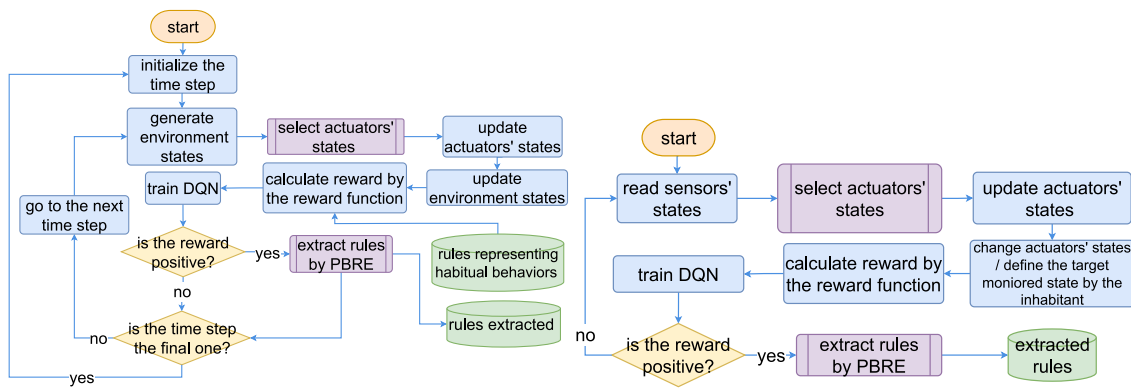 start
initialize the
time step
generate
environment
states
select actuators'
states
update
actuators' states
update
environment states
calculate reward by
the reward function
train DQN
go to the next
time step
is the reward
positive?
yes
extract rules
by PBRE
rules representing
habitual behaviors
no
rules extracted
is the time step
the final one?
no
yes
start
read sensors'
states
select actuators'
states
update actuators'
states
change actuators' states
/ define the target
moniored state by the
inhabitant
calculate reward by
the reward function
train DQN
no
is the reward
positive?
yes
extract rules
by PBRE
extracted
rules